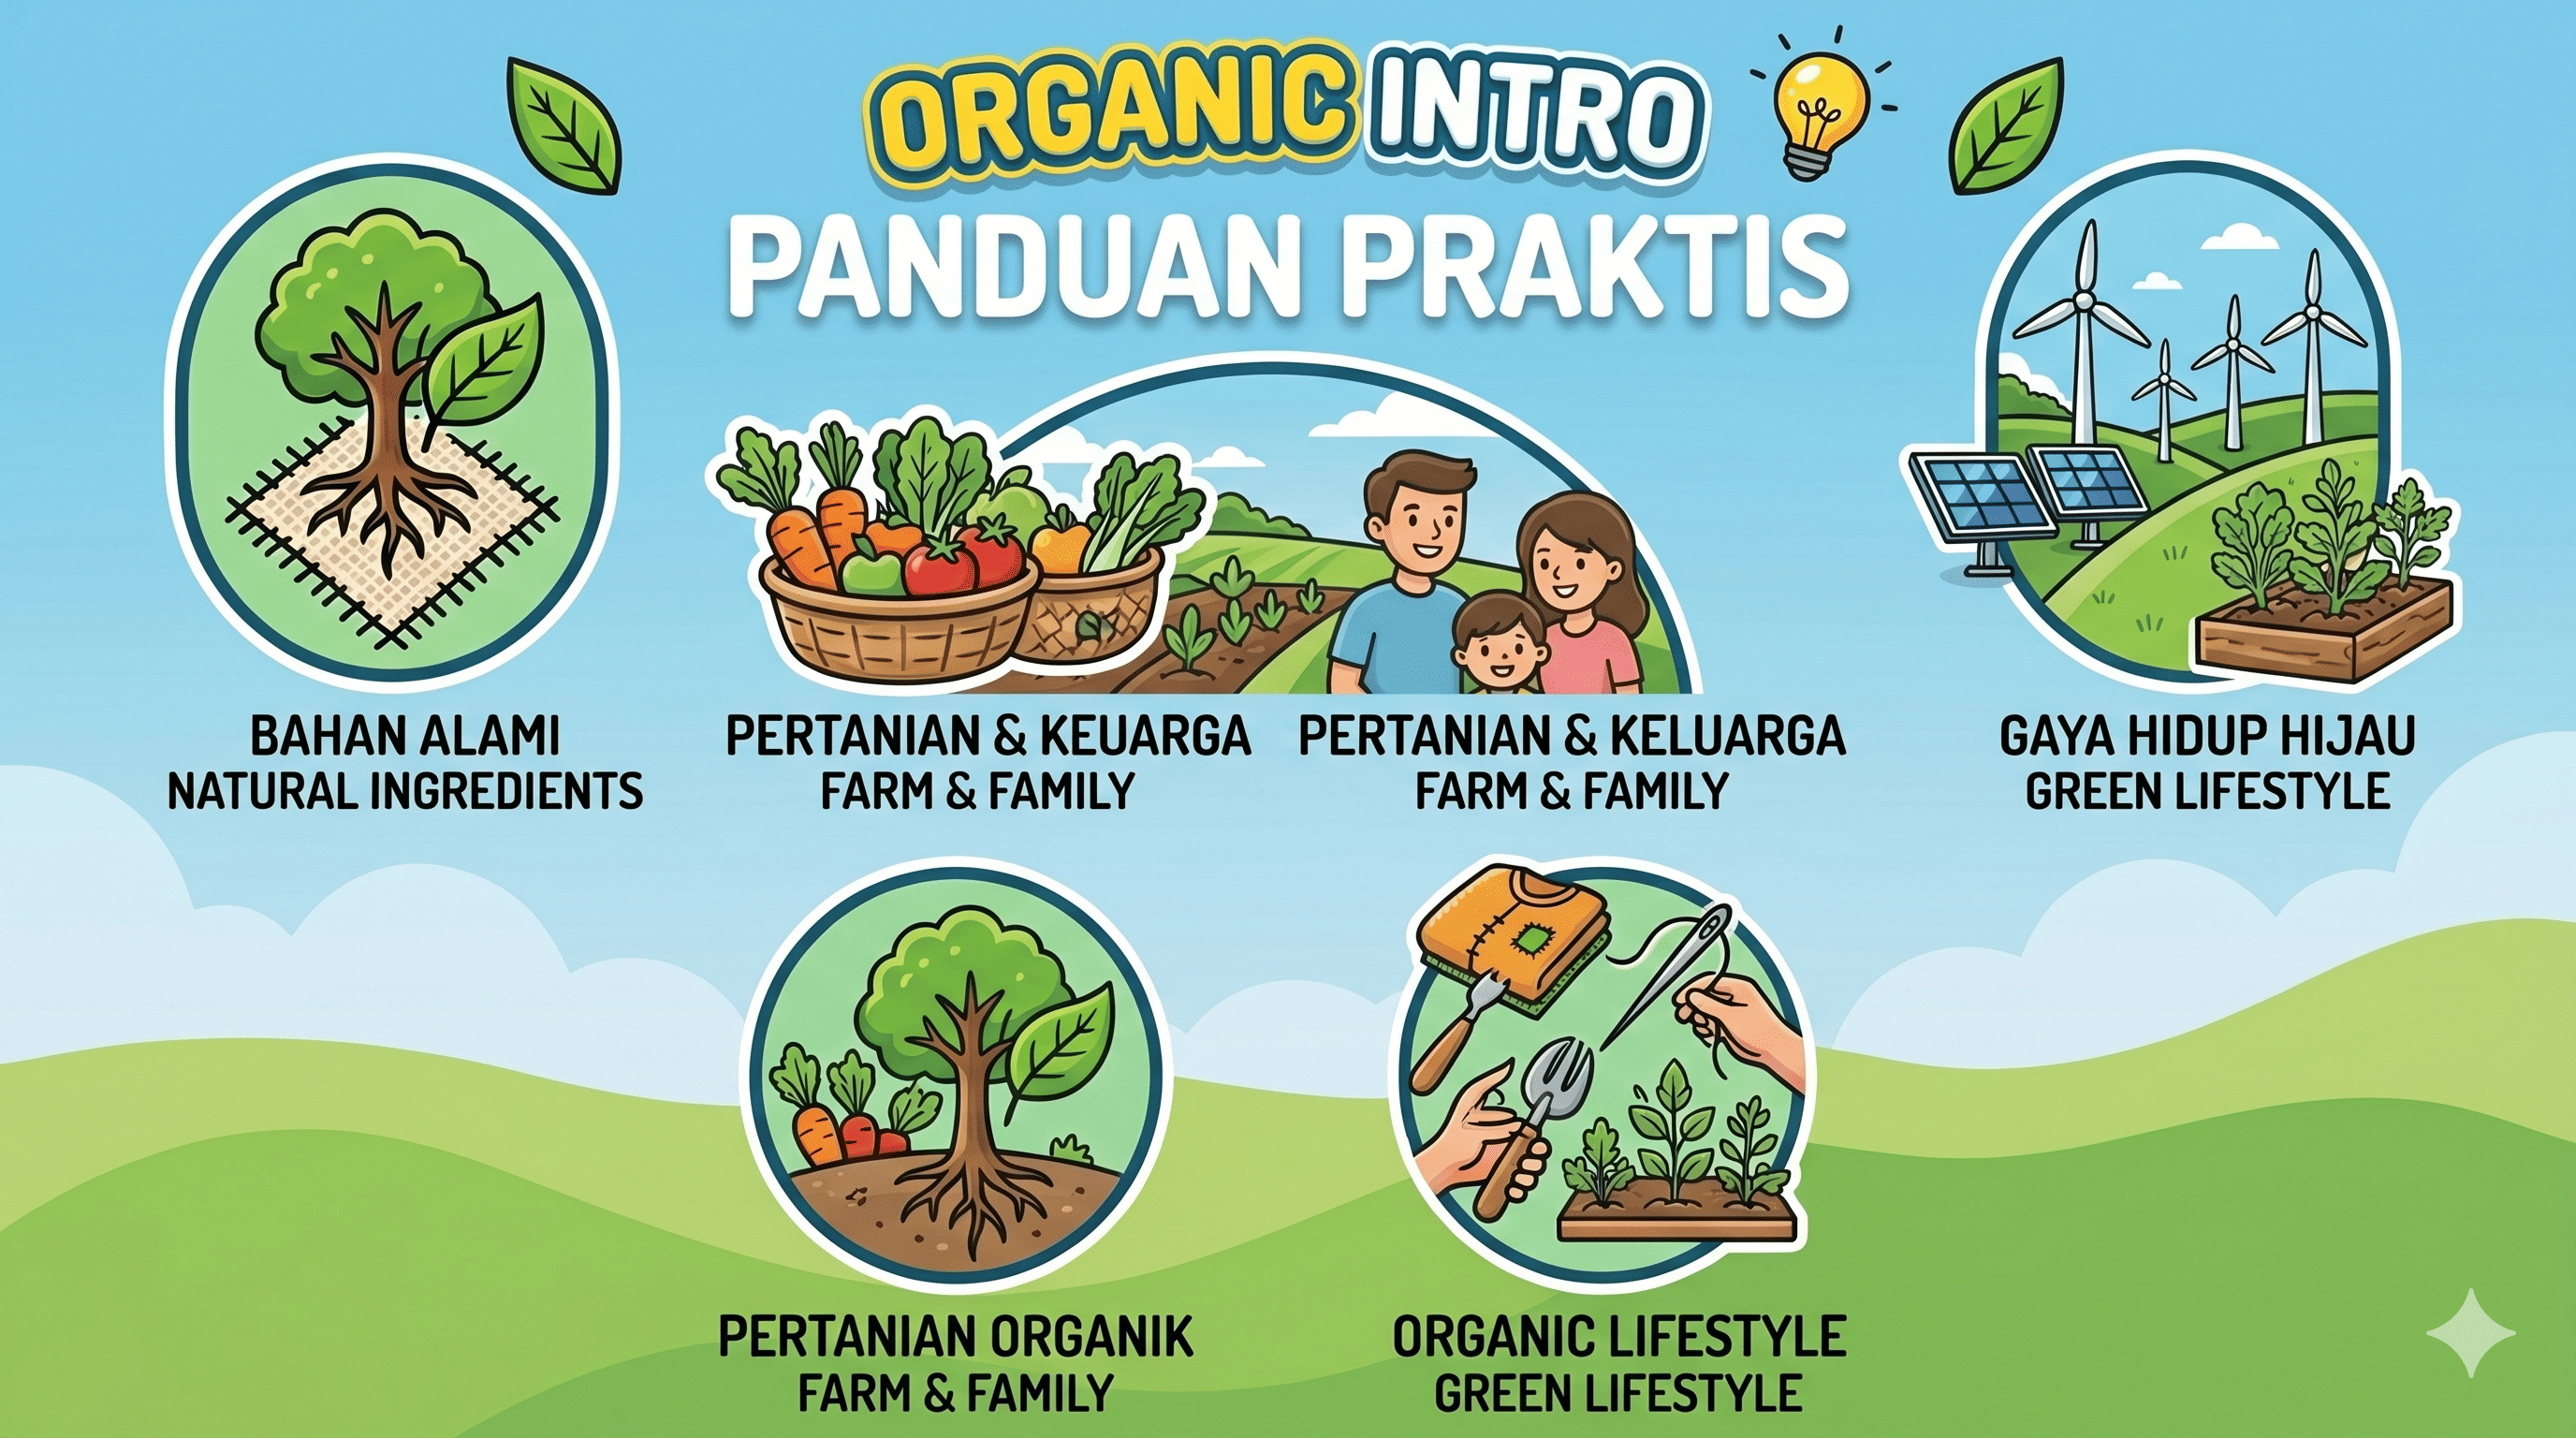 ORGANIC INTRO
PANDUAN PRAKTIS
BAHAN ALAMI
NATURAL INGREDIENTS
PERTANIAN & KEUARGA
FARM & FAMILY
PERTANIAN & KELUARGA
FARM & FAMILY
GAYA HIDUP HIJAU
GREEN LIFESTYLE
PERTANIAN ORGANIK
FARM & FAMILY
ORGANIC LIFESTYLE
GREEN LIFESTYLE